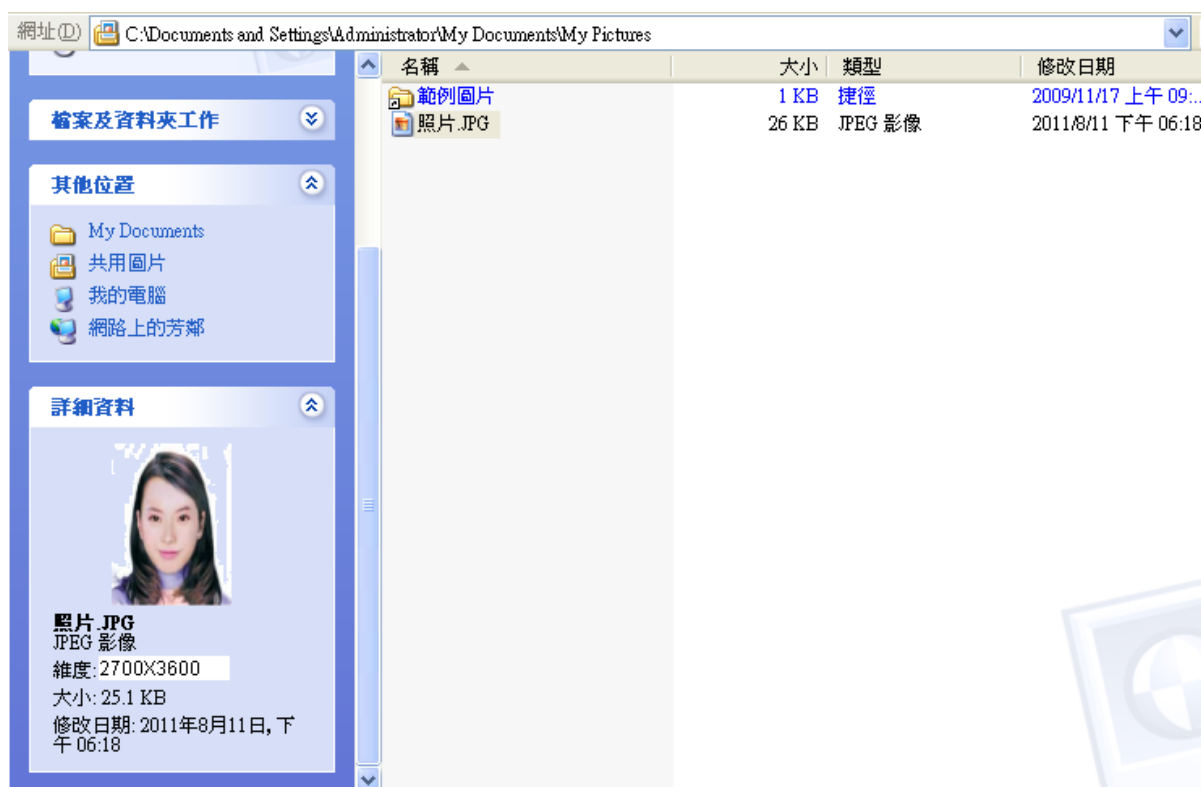 網址(D) C:\Documents and Settings\Administrator\My Documents\My Pictures
名稱 大小 類型 修改日期
範例圖片 1 KB 捷徑 2009/11/17 上午 09:...
照片.JPG 26 KB JPEG 影像 2011/8/11 下午 06:18
檔案及資料夾工作
其他位置
My Documents
共用圖片
我的電腦
網路上的芳鄰
詳細資料
照片.JPG
JPEG 影像
維度: 2700X3600
大小: 25.1 KB
修改日期: 2011年8月11日, 下
午 06:18